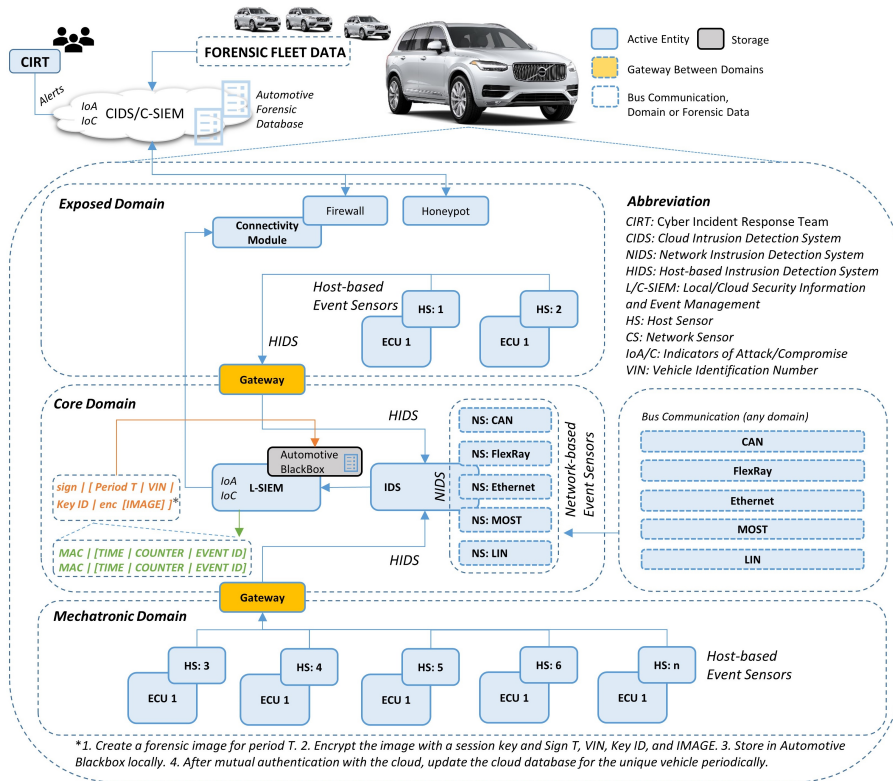 CIRT
FORENSIC FLEET DATA
Active Entity
Storage
Gateway Between Domains
Bus Communication,
Domain or Forensic Data
Alerts
IoA
IoC
CIDS/C-SIEM
Automotive
Forensic
Database
Exposed Domain
Firewall
Honeypot
Connectivity
Module
Host-based
Event Sensors
HS: 1
HS: 2
ECU 1
ECU 1
HIDS
Gateway
Abbreviation
CIRT: Cyber Incident Response Team
CIDS: Cloud Intrusion Detection System
NIDS: Network Instrusion Detection System
HIDS: Host-based Instrusion Detection System
L/C-SIEM: Local/Cloud Security Information
and Event Management
HS: Host Sensor
CS: Network Sensor
IoA/C: Indicators of Attack/Compromise
VIN: Vehicle Identification Number
Core Domain
HIDS
Automotive
BlackBox
IoA
IoC
L-SIEM
IDS
NIDS
NS: CAN
NS: FlexRay
NS: Ethernet
NS: MOST
NS: LIN
Network-based
Event Sensors
sign | [ Period T | VIN |
Key ID | enc [IMAGE] ]*
MAC | [TIME | COUNTER | EVENT ID]
MAC | [TIME | COUNTER | EVENT ID]
HIDS
Bus Communication (any domain)
CAN
FlexRay
Ethernet
MOST
LIN
Gateway
Mechatronic Domain
HS: 3
HS: 4
HS: 5
HS: 6
HS: n
ECU 1
ECU 1
ECU 1
ECU 1
ECU 1
Host-based
Event Sensors
*1. Create a forensic image for period T. 2. Encrypt the image with a session key and Sign T, VIN, Key ID, and IMAGE. 3. Store in Automotive
Blackbox locally. 4. After mutual authentication with the cloud, update the cloud database for the unique vehicle periodically.